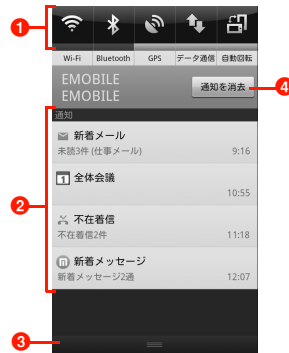 1
Wi-Fi Bluetooth GPS データ通信 自動回転
EMOBILE
EMOBILE
通知を消去
4
通知
2
新着メール
未読3件 (仕事メール) 9:16
1 全体会議
10:55
不在着信
不在着信2件 11:18
m 新着メッセージ
新着メッセージ2通 12:07
3